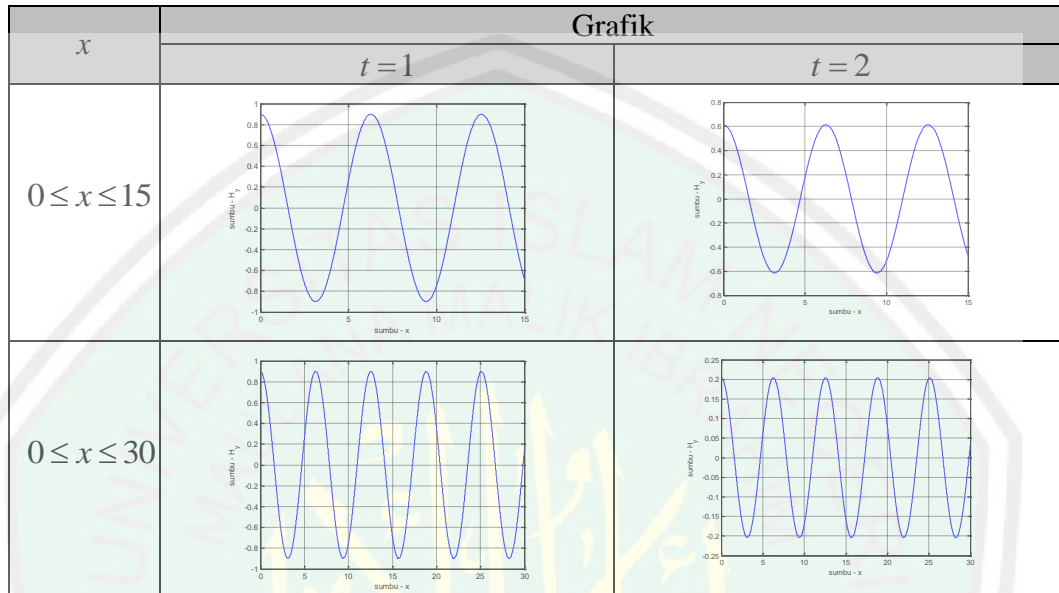 x
Grafik
t = 1
t = 2
0 ≤ x ≤ 15
1
0.8
0.6
0.4
0.2
0
-0.2
-0.4
-0.6
-0.8
-1
sumbu - H_y
0 5 10 15
sumbu - x
0.8
0.6
0.4
0.2
0
-0.2
-0.4
-0.6
-0.8
sumbu - H_y
0 5 10 15
sumbu - x
0 ≤ x ≤ 30
1
0.8
0.6
0.4
0.2
0
-0.2
-0.4
-0.6
-0.8
-1
sumbu - H_y
0 5 10 15 20 25 30
sumbu - x
0.25
0.2
0.15
0.1
0.05
0
-0.05
-0.1
-0.15
-0.2
-0.25
sumbu - H_y
0 5 10 15 20 25 30
sumbu - x